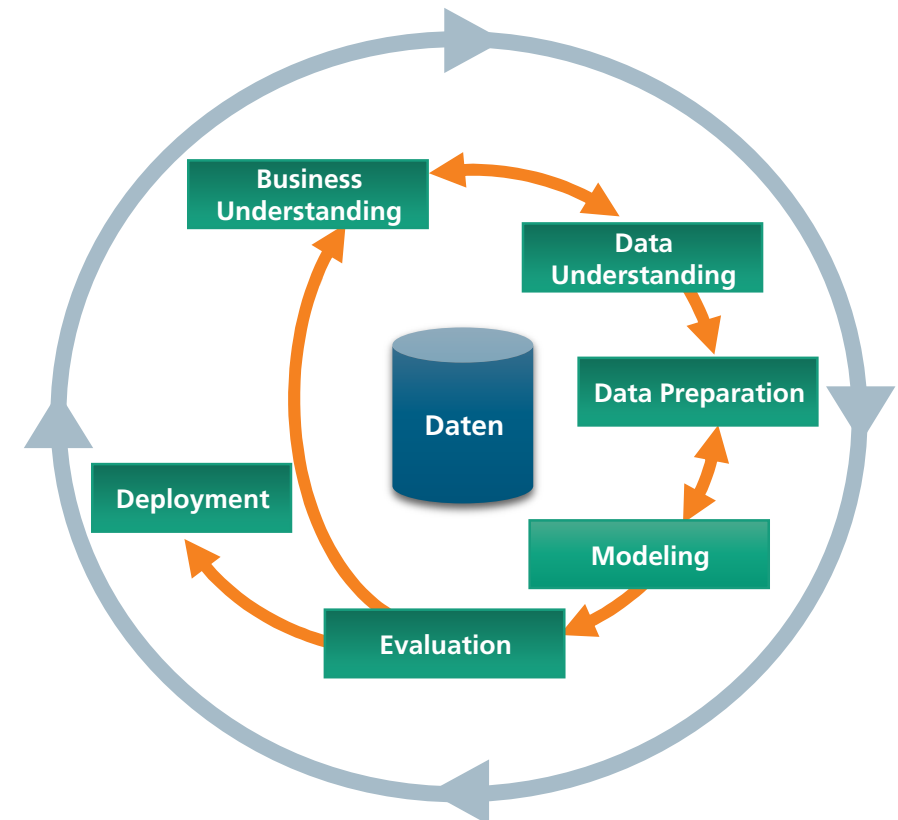 Business
Understanding
Data
Understanding
Data Preparation
Daten
Deployment
Modeling
Evaluation